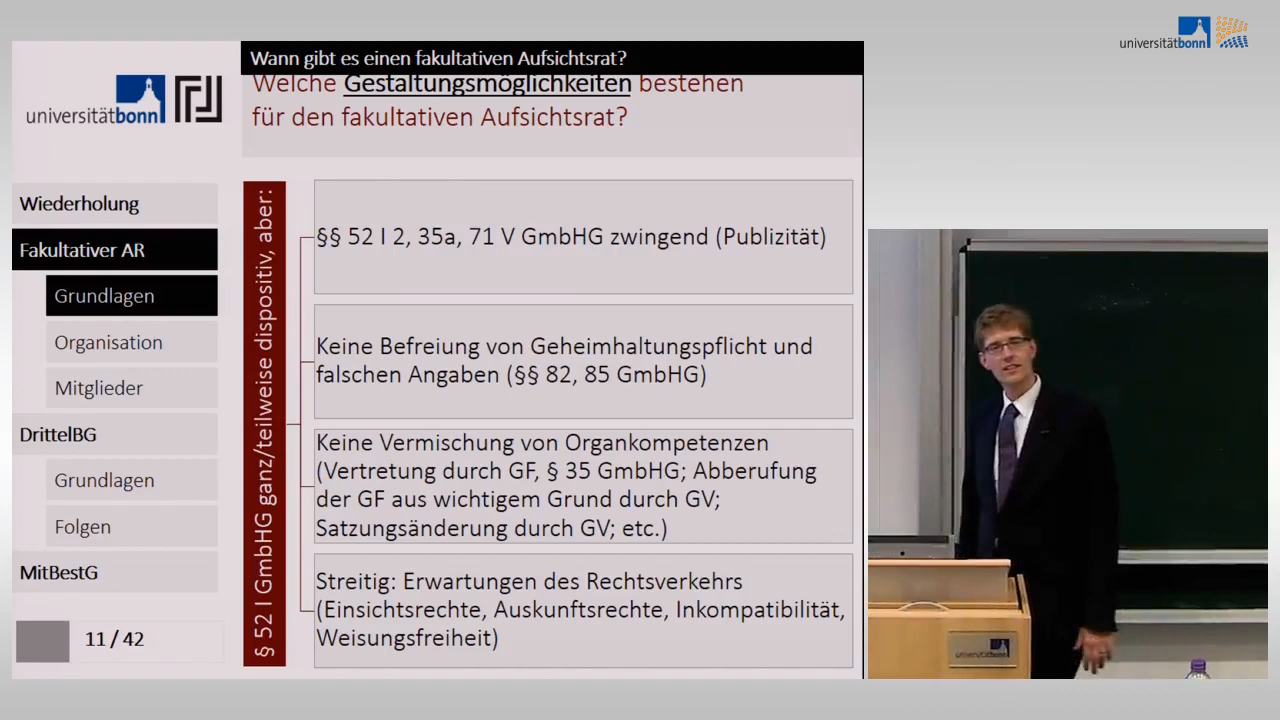 universitätbonn
Wann gibt es einen fakultativen Aufsichtsrat?
Welche Gestaltungsmöglichkeiten bestehen
für den fakultativen Aufsichtsrat?
universitätbonn
Wiederholung
Fakultativer AR
Grundlagen
Organisation
Mitglieder
DrittelBG
Grundlagen
Folgen
MitBestG
11 / 42
§ 52 I GmbHG ganz/teilweise dispositiv, aber:
§§ 52 I 2, 35a, 71 V GmbHG zwingend (Publizität)
Keine Befreiung von Geheimhaltungspflicht und
falschen Angaben (§§ 82, 85 GmbHG)
Keine Vermischung von Organkompetenzen
(Vertretung durch GF, § 35 GmbHG; Abberufung
der GF aus wichtigem Grund durch GV;
Satzungsänderung durch GV; etc.)
Streitig: Erwartungen des Rechtsverkehrs
(Einsichtsrechte, Auskunftsrechte, Inkompatibilität,
Weisungsfreiheit)
universitätbonn